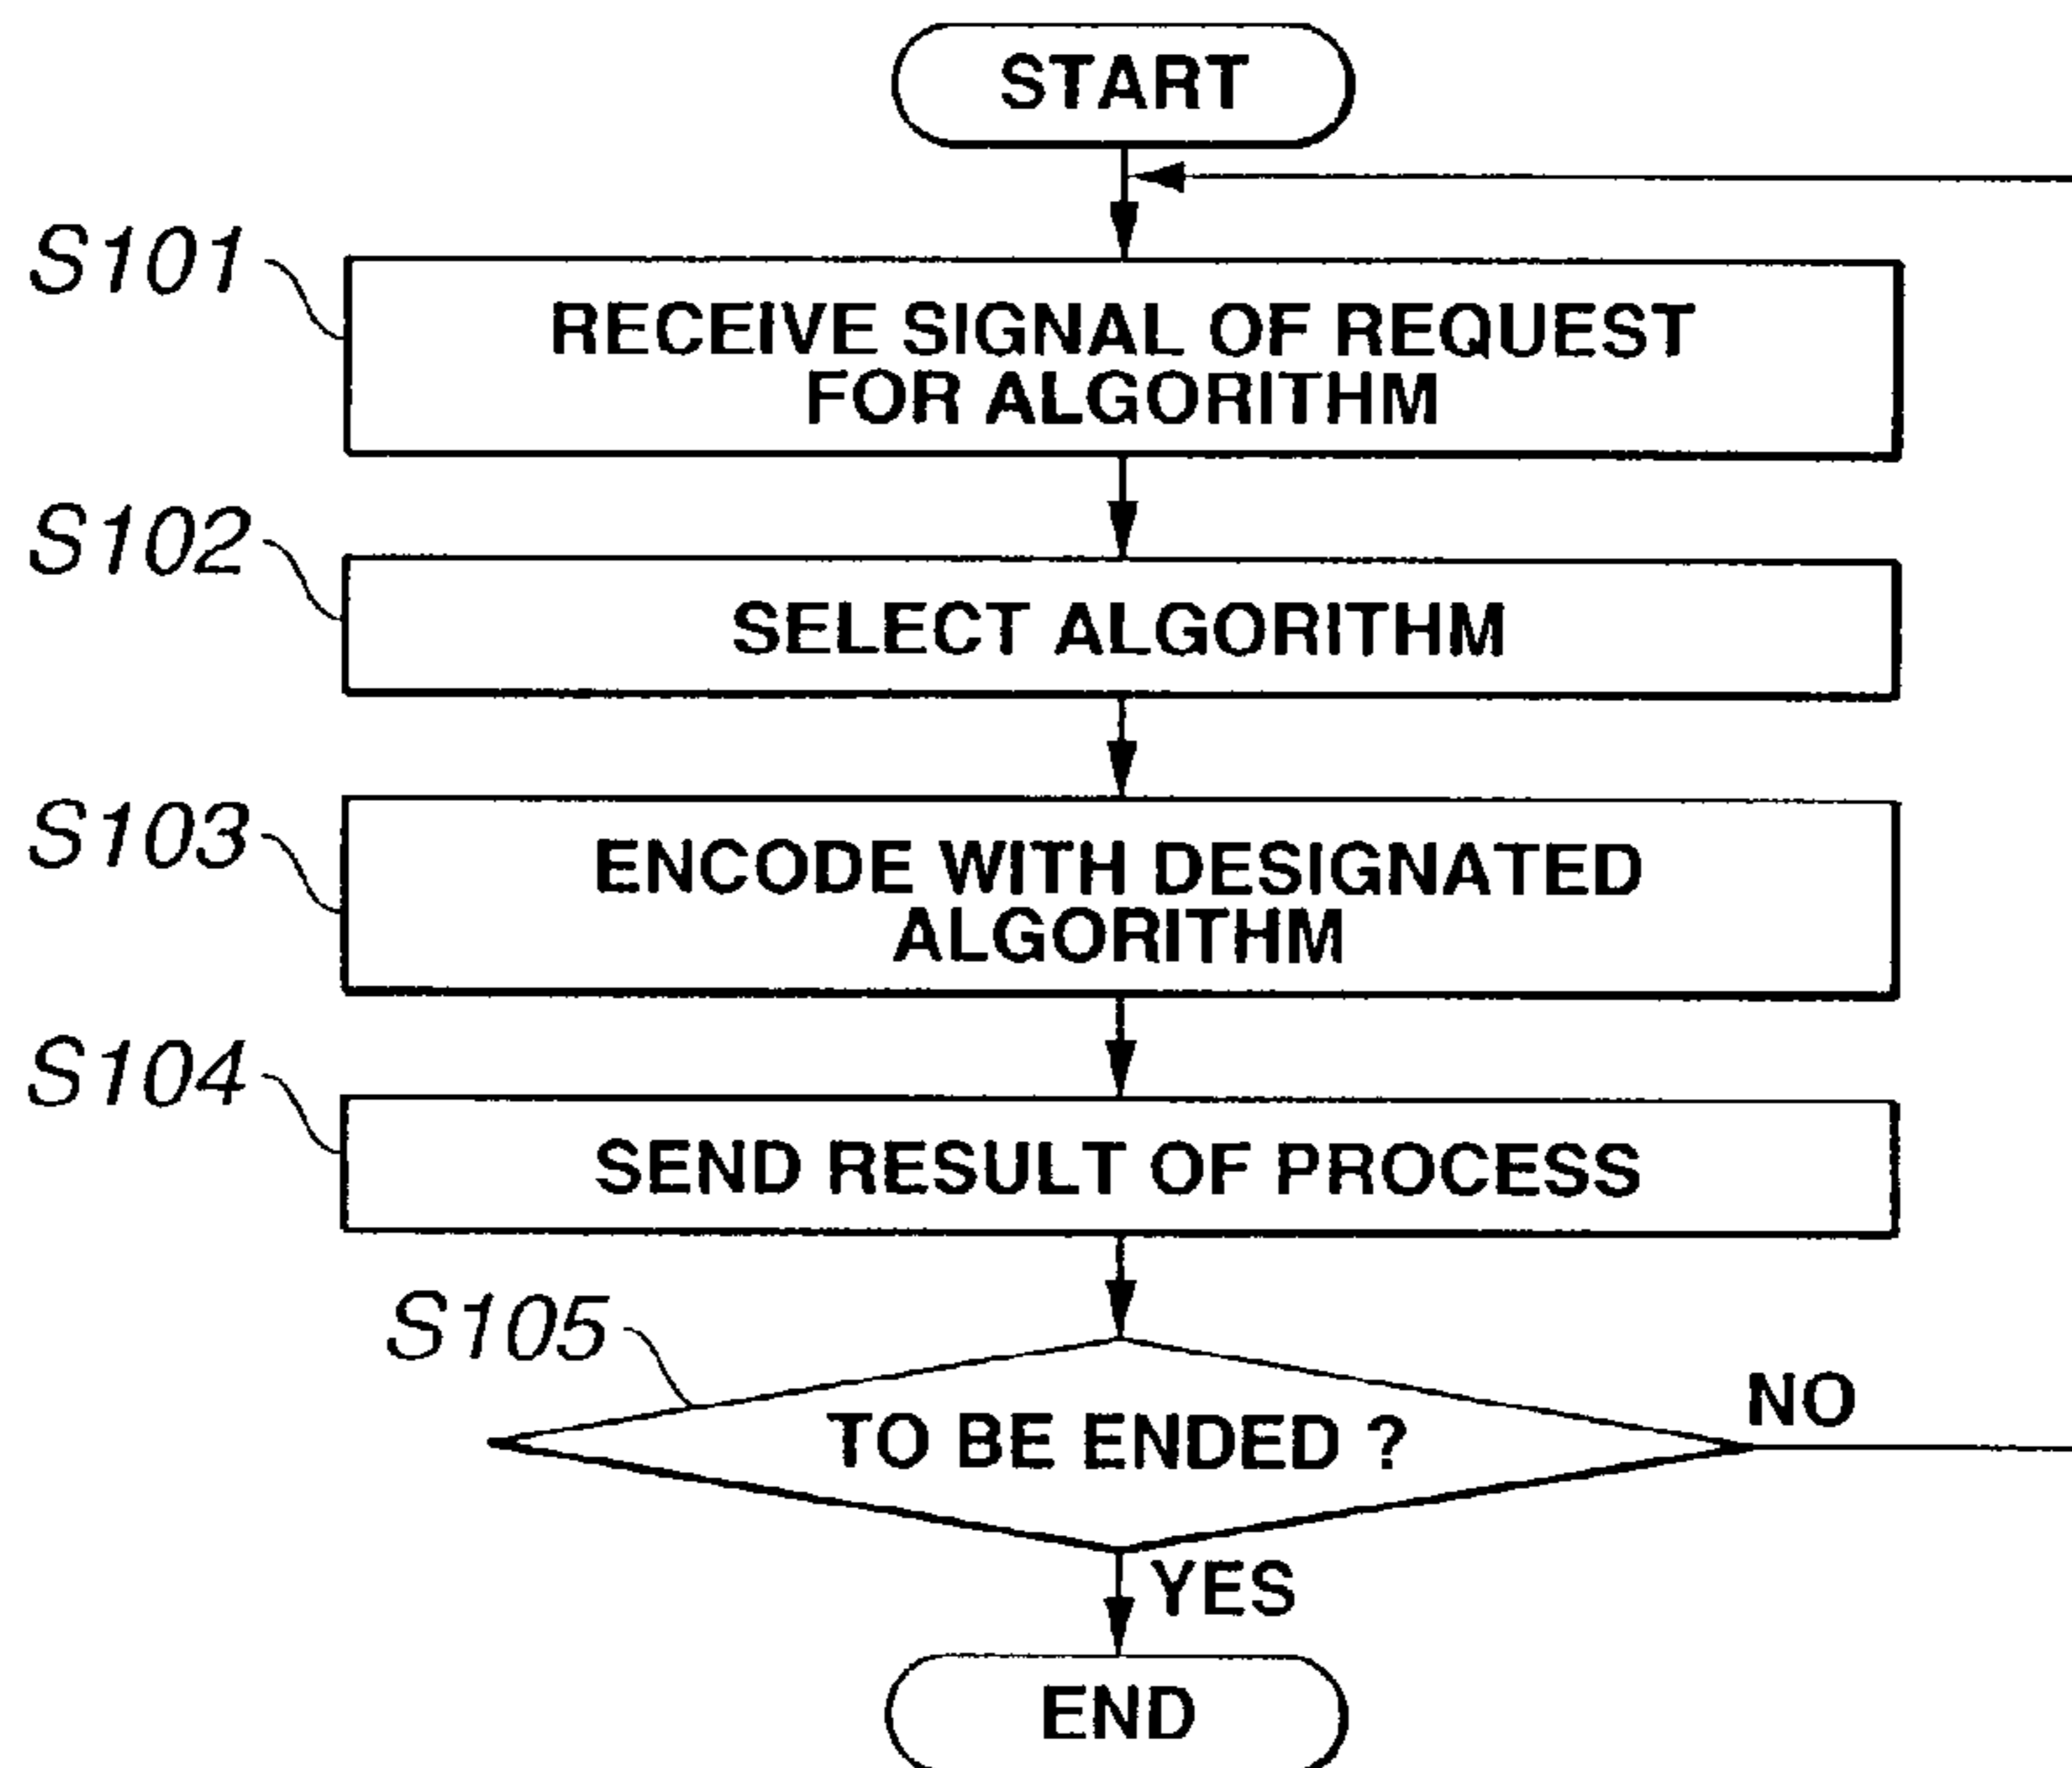 START
S101
RECEIVE SIGNAL OF REQUEST
FOR ALGORITHM
S102
SELECT ALGORITHM
S103
ENCODE WITH DESIGNATED
ALGORITHM
S104
SEND RESULT OF PROCESS
S105
TO BE ENDED ?
NO
YES
END